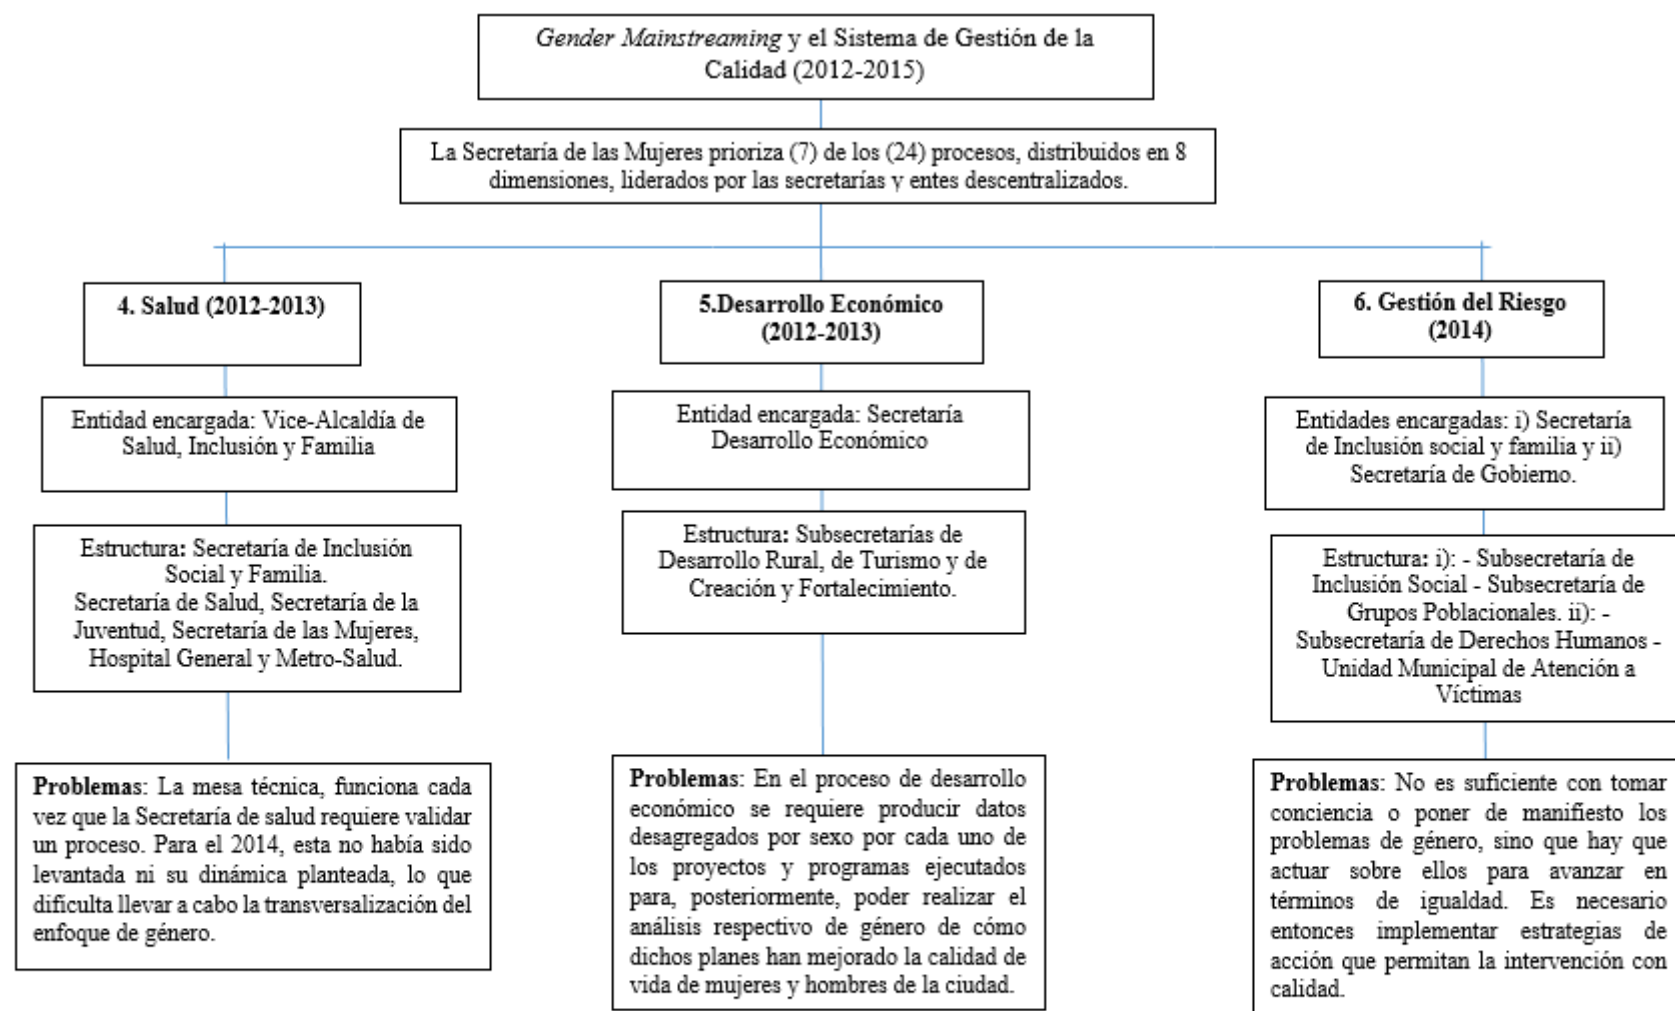 Gender Mainstreaming y el Sistema de Gestión de la
Calidad (2012-2015)
La Secretaría de las Mujeres prioriza (7) de los (24) procesos, distribuidos en 8
dimensiones, liderados por las secretarías y entes descentralizados.
4. Salud (2012-2013)
Entidad encargada: Vice-Alcaldía de
Salud, Inclusión y Familia
Estructura: Secretaría de Inclusión
Social y Familia.
Secretaría de Salud, Secretaría de la
Juventud, Secretaría de las Mujeres,
Hospital General y Metro-Salud.
Problemas: La mesa técnica, funciona cada
vez que la Secretaría de salud requiere validar
un proceso. Para el 2014, esta no había sido
levantada ni su dinámica planteada, lo que
dificulta llevar a cabo la transversalización del
enfoque de género.
5.Desarrollo Económico
(2012-2013)
Entidad encargada: Secretaría
Desarrollo Económico
Estructura: Subsecretarías de
Desarrollo Rural, de Turismo y de
Creación y Fortalecimiento.
Problemas: En el proceso de desarrollo
económico se requiere producir datos
desagregados por sexo por cada uno de
los proyectos y programas ejecutados
para, posteriormente, poder realizar el
análisis respectivo de género de cómo
dichos planes han mejorado la calidad de
vida de mujeres y hombres de la ciudad.
6. Gestión del Riesgo
(2014)
Entidades encargadas: i) Secretaría
de Inclusión social y familia y ii)
Secretaría de Gobierno.
Estructura: i): - Subsecretaría de
Inclusión Social - Subsecretaría de
Grupos Poblacionales. ii): -
Subsecretaría de Derechos Humanos -
Unidad Municipal de Atención a
Víctimas
Problemas: No es suficiente con tomar
conciencia o poner de manifiesto los
problemas de género, sino que hay que
actuar sobre ellos para avanzar en
términos de igualdad. Es necesario
entonces implementar estrategias de
acción que permitan la intervención con
calidad.